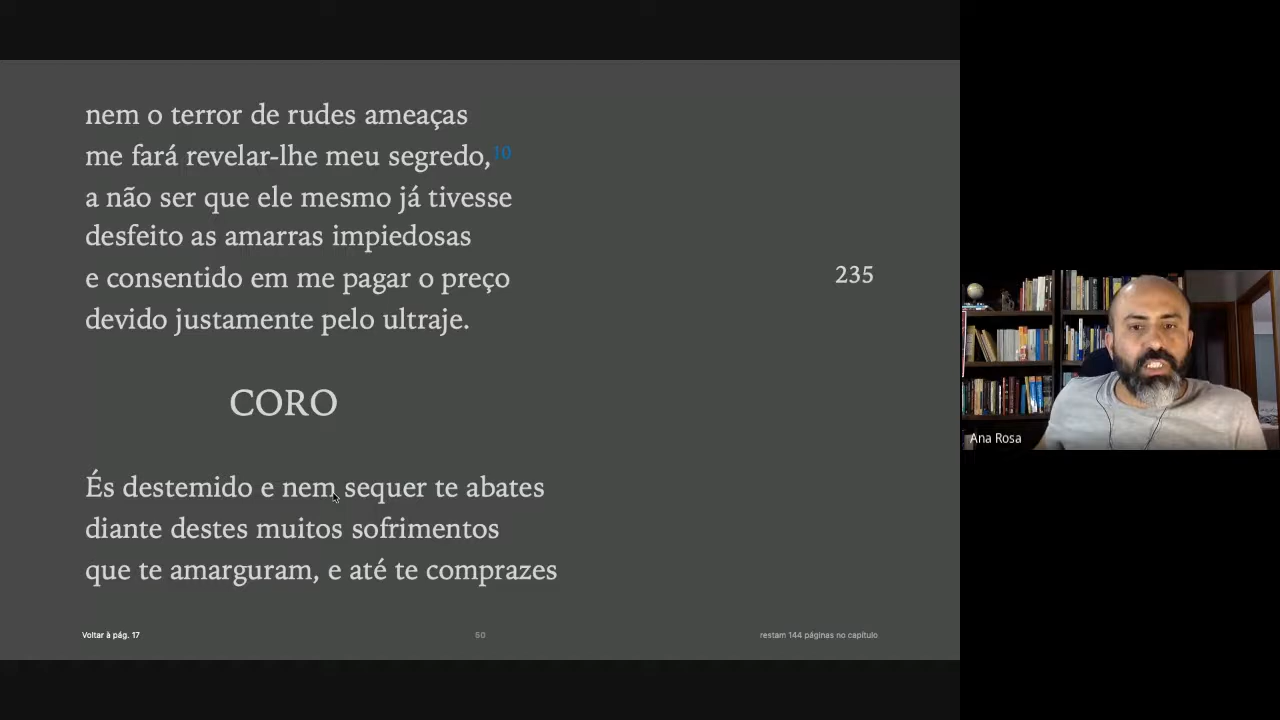 nem o terror de rudes ameaças
me fará revelar-lhe meu segredo,10
a não ser que ele mesmo já tivesse
desfeito as amarras impiedosas
e consentido em me pagar o preço
235
devido justamente pelo ultraje.
CORO
És destemido e nem sequer te abates
diante destes muitos sofrimentos
que te amarguram, e até te comprazes
Voltar à pág. 17
50
restam 144 páginas no capítulo
Ana Rosa